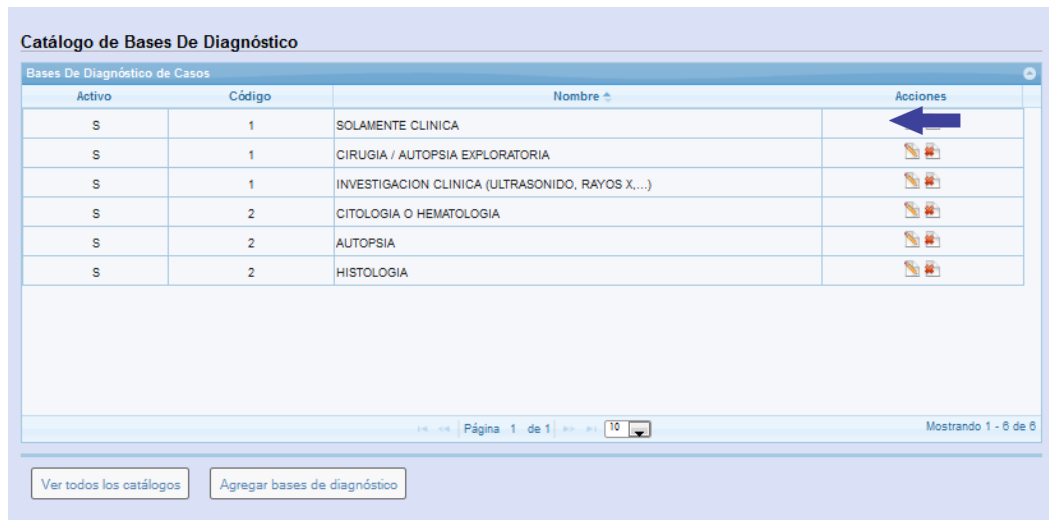 Catálogo de Bases De Diagnóstico
Bases De Diagnóstico de Casos
Activo Código Nombre Acciones
S 1 SOLAMENTE CLINICA
S 1 CIRUGIA / AUTOPSIA EXPLORATORIA
S 1 INVESTIGACION CLINICA (ULTRASONIDO, RAYOS X,...)
S 2 CITOLOGIA O HEMATOLOGIA
S 2 AUTOPSIA
S 2 HISTOLOGIA
Página 1 de 1 10 Mostrando 1 - 6 de 6
Ver todos los catálogos Agregar bases de diagnóstico